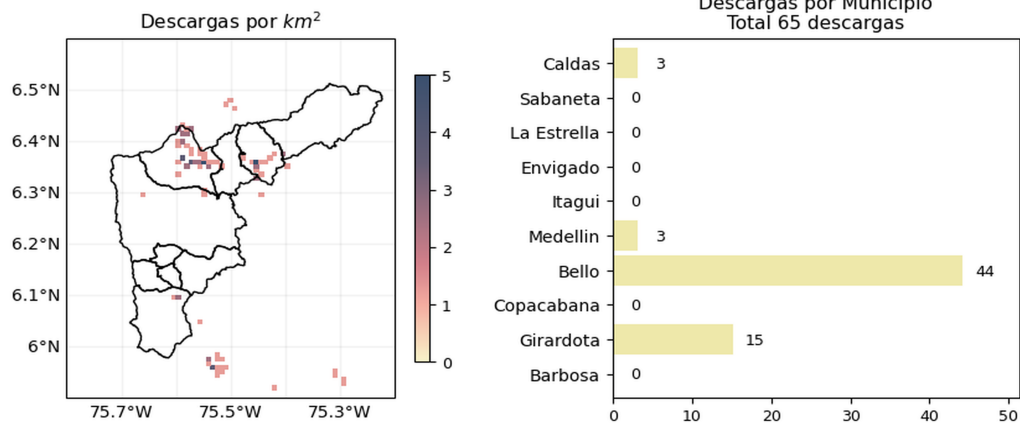 Descargas por km²
6.5°N
6.4°N
6.3°N
6.2°N
6.1°N
6°N
75.7°W
75.5°W
75.3°W
5
4
3
2
1
0
Descargas por Municipio
Total 65 descargas
Caldas 3
Sabaneta 0
La Estrella 0
Envigado 0
Itagui 0
Medellin 3
Bello 44
Copacabana 0
Girardota 15
Barbosa 0
0 10 20 30 40 50